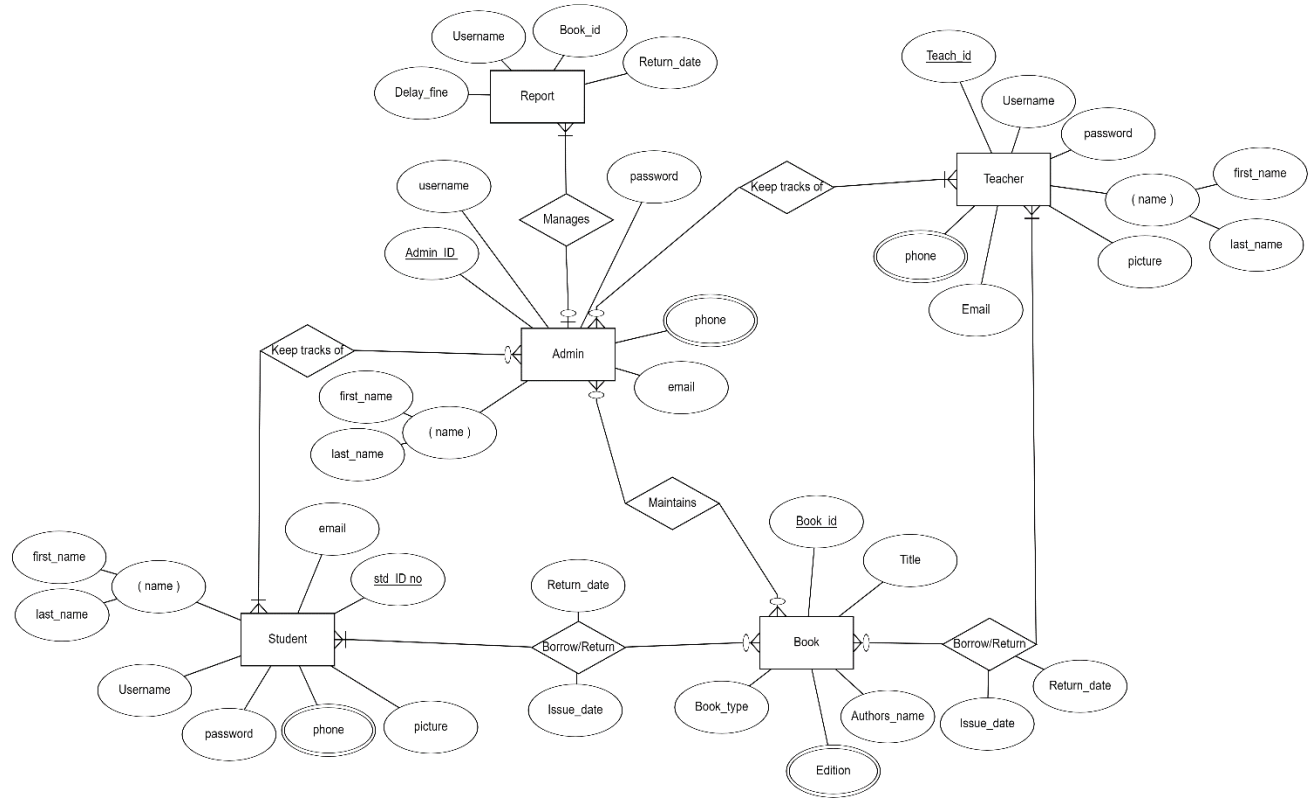 Username
Book_id
Return_date
Delay_fine
Report
Teach_id
Username
password
Teacher
( name )
first_name
last_name
phone
Email
picture
Keep tracks of
Manages
username
password
Admin_ID
phone
Admin
email
first_name
( name )
last_name
Keep tracks of
Maintains
email
first_name
( name )
last_name
std_ID no
Student
Username
password
phone
picture
Return_date
Borrow/Return
Issue_date
Book_id
Title
Book
Book_type
Authors_name
Edition
Borrow/Return
Return_date
Issue_date